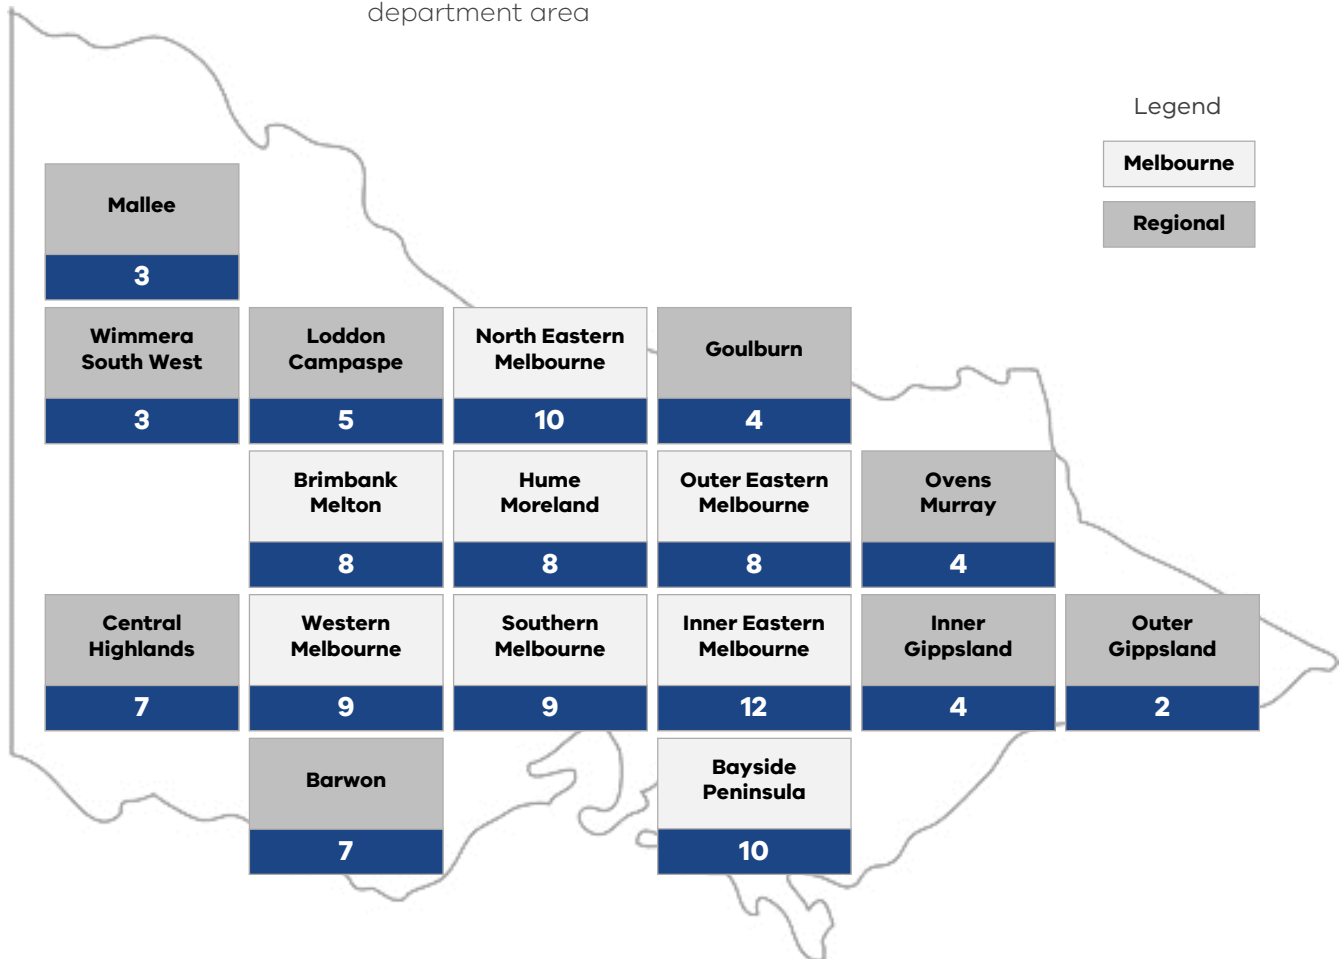 department area
Legend
Melbourne
Regional
Mallee
3
Wimmera
South West
3
Loddon
Campaspe
5
North Eastern
Melbourne
10
Goulburn
4
Brimbank
Melton
8
Hume
Moreland
8
Outer Eastern
Melbourne
8
Ovens
Murray
4
Central
Highlands
7
Western
Melbourne
9
Southern
Melbourne
9
Inner Eastern
Melbourne
12
Inner
Gippsland
4
Outer
Gippsland
2
Barwon
7
Bayside
Peninsula
10